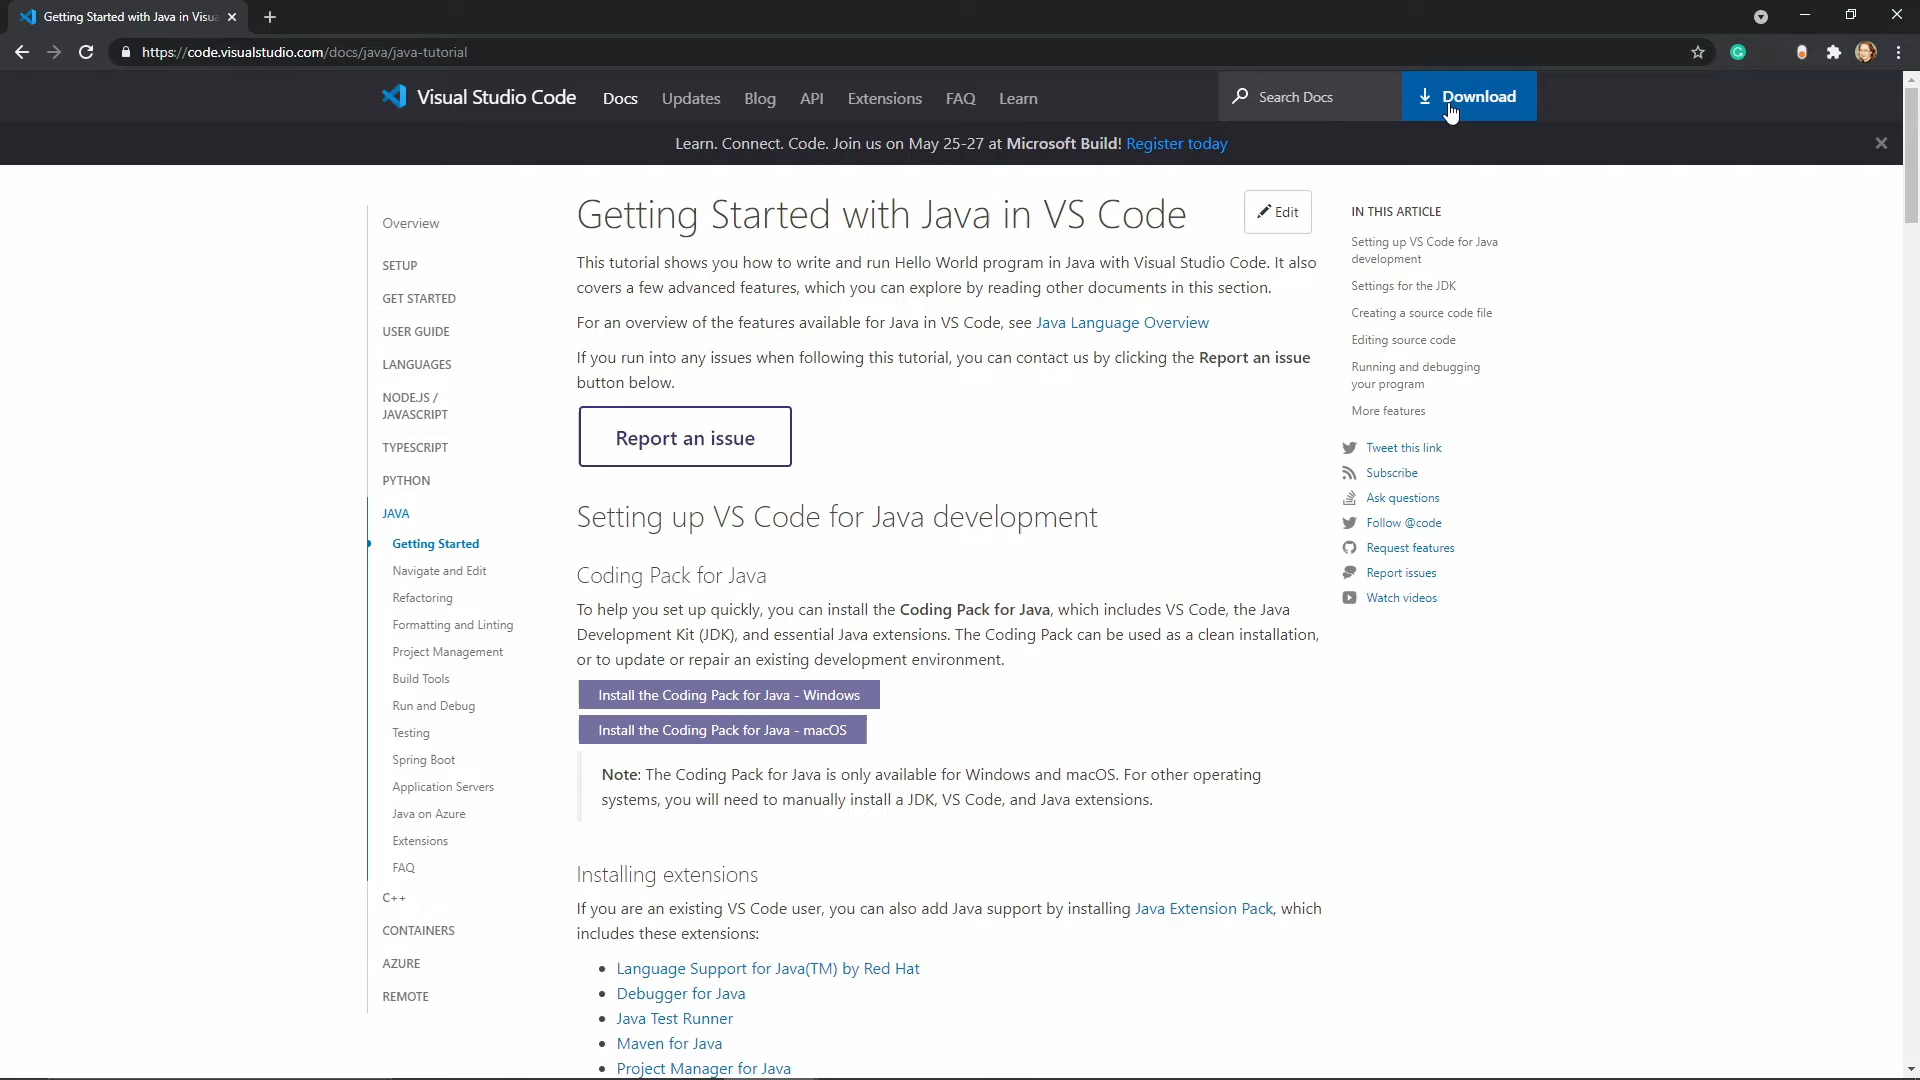 Getting Started with Java in Visu
https://code.visualstudio.com/docs/java/java-tutorial
Visual Studio Code
Docs
Updates
Blog
API
Extensions
FAQ
Learn
Search Docs
Download
Learn. Connect. Code. Join us on May 25-27 at Microsoft Build! Register today
Overview
SETUP
GET STARTED
USER GUIDE
LANGUAGES
NODE.JS /
JAVASCRIPT
TYPESCRIPT
PYTHON
JAVA
Getting Started
Navigate and Edit
Refactoring
Formatting and Linting
Project Management
Build Tools
Run and Debug
Testing
Spring Boot
Application Servers
Java on Azure
Extensions
FAQ
C++
CONTAINERS
AZURE
REMOTE
Getting Started with Java in VS Code
Edit
This tutorial shows you how to write and run Hello World program in Java with Visual Studio Code. It also
covers a few advanced features, which you can explore by reading other documents in this section.
For an overview of the features available for Java in VS Code, see Java Language Overview
If you run into any issues when following this tutorial, you can contact us by clicking the Report an issue
button below.
Report an issue
Setting up VS Code for Java development
Coding Pack for Java
To help you set up quickly, you can install the Coding Pack for Java, which includes VS Code, the Java
Development Kit (JDK), and essential Java extensions. The Coding Pack can be used as a clean installation,
or to update or repair an existing development environment.
Install the Coding Pack for Java - Windows
Install the Coding Pack for Java - macOS
Note: The Coding Pack for Java is only available for Windows and macOS. For other operating
systems, you will need to manually install a JDK, VS Code, and Java extensions.
Installing extensions
If you are an existing VS Code user, you can also add Java support by installing Java Extension Pack, which
includes these extensions:
Language Support for Java(TM) by Red Hat
Debugger for Java
Java Test Runner
Maven for Java
Project Manager for Java
IN THIS ARTICLE
Setting up VS Code for Java
development
Settings for the JDK
Creating a source code file
Editing source code
Running and debugging
your program
More features
Tweet this link
Subscribe
Ask questions
Follow @code
Request features
Report issues
Watch videos